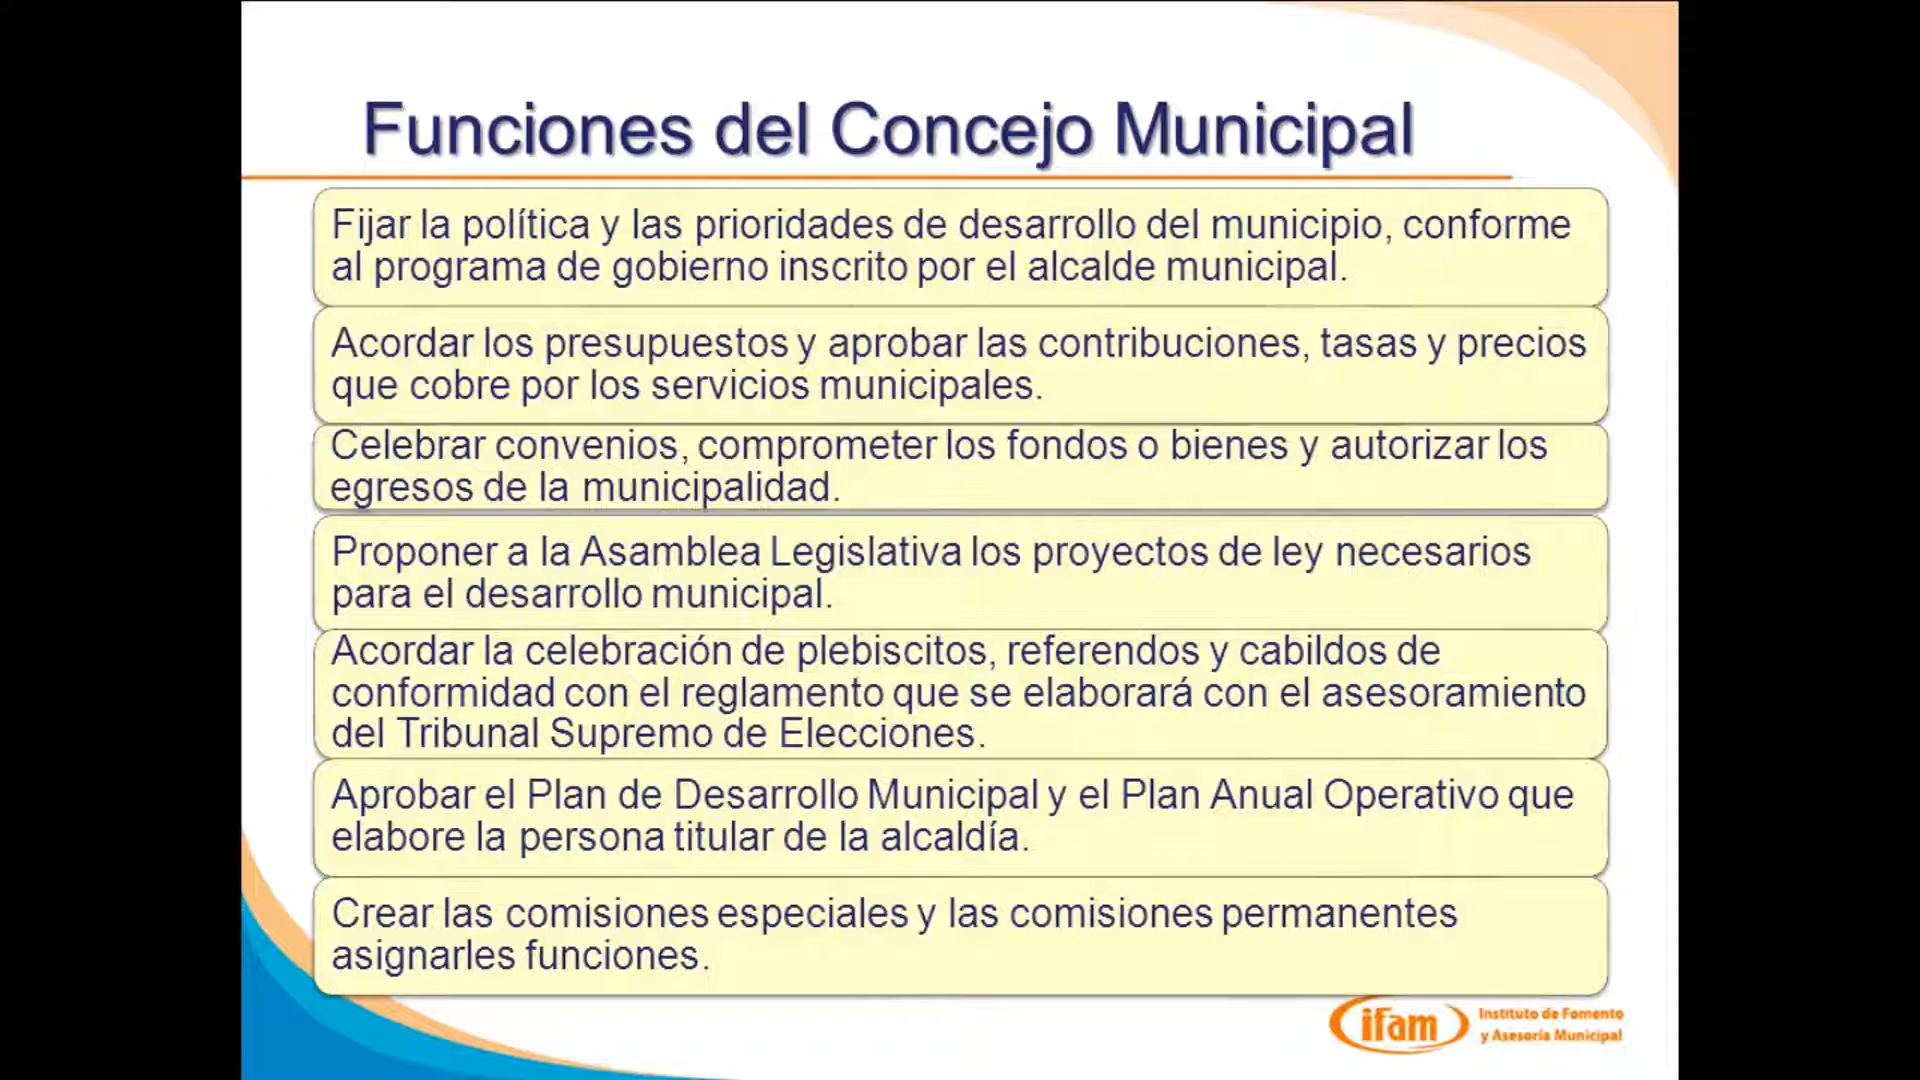 Funciones del Concejo Municipal
Fijar la política y las prioridades de desarrollo del municipio, conforme
al programa de gobierno inscrito por el alcalde municipal.
Acordar los presupuestos y aprobar las contribuciones, tasas y precios
que cobre por los servicios municipales.
Celebrar convenios, comprometer los fondos o bienes y autorizar los
egresos de la municipalidad.
Proponer a la Asamblea Legislativa los proyectos de ley necesarios
para el desarrollo municipal.
Acordar la celebración de plebiscitos, referendos y cabildos de
conformidad con el reglamento que se elaborará con el asesoramiento
del Tribunal Supremo de Elecciones.
Aprobar el Plan de Desarrollo Municipal y el Plan Anual Operativo que
elabore la persona titular de la alcaldía.
Crear las comisiones especiales y las comisiones permanentes
asignarles funciones.
ifam
Instituto de Fomento
y Asesoría Municipal